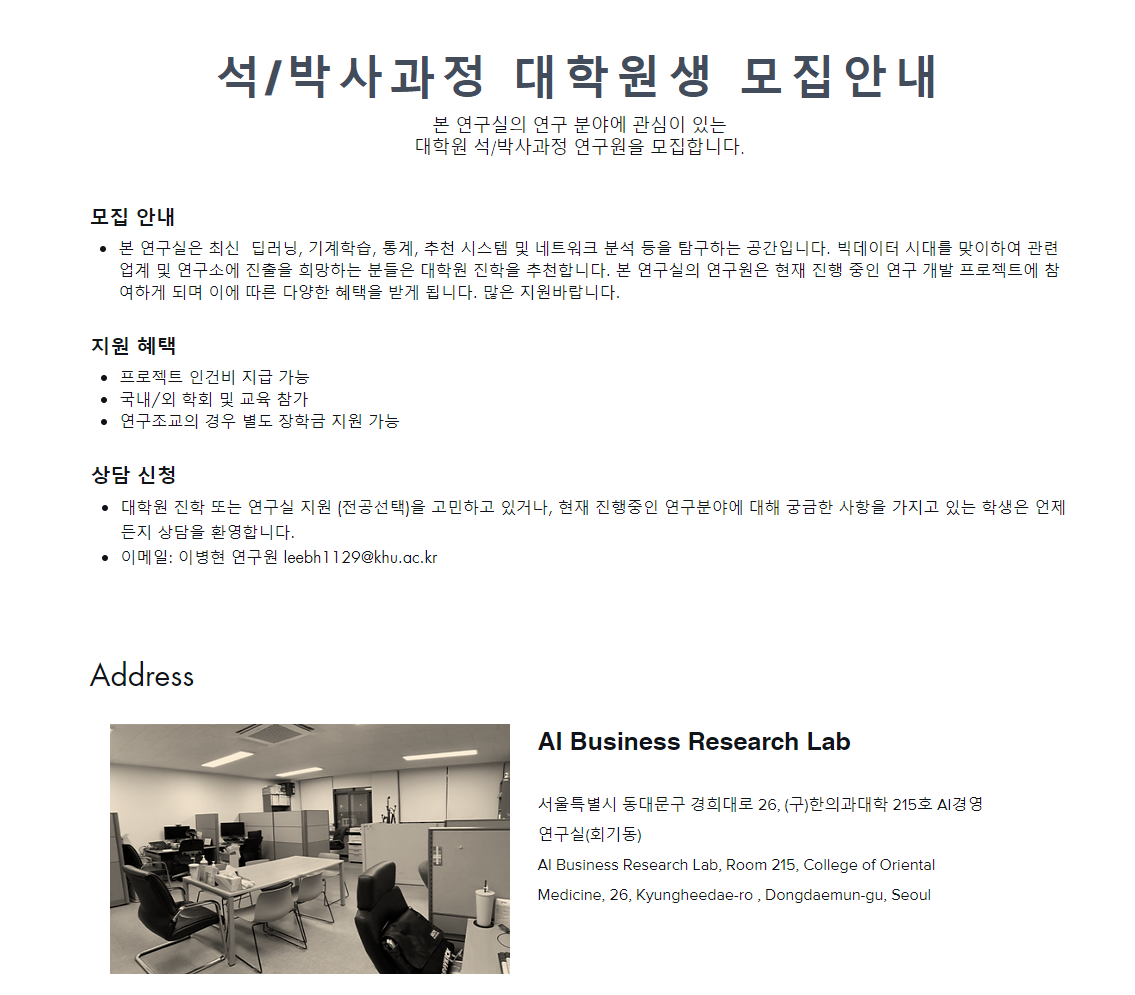 석/박사과정 대학원생 모집안내
본 연구실의 연구 분야에 관심이 있는
대학원 석/박사과정 연구원을 모집합니다.
모집 안내
• 본 연구실은 최신 딥러닝, 기계학습, 통계, 추천 시스템 및 네트워크 분석 등을 탐구하는 공간입니다. 빅데이터 시대를 맞이하여 관련
업계 및 연구소에 진출을 희망하는 분들은 대학원 진학을 추천합니다. 본 연구실의 연구원은 현재 진행 중인 연구 개발 프로젝트에 참
여하게 되며 이에 따른 다양한 혜택을 받게 됩니다. 많은 지원바랍니다.
지원 혜택
• 프로젝트 인건비 지급 가능
• 국내/외 학회 및 교육 참가
• 연구조교의 경우 별도 장학금 지원 가능
상담 신청
• 대학원 진학 또는 연구실 지원 (전공선택)을 고민하고 있거나, 현재 진행중인 연구분야에 대해 궁금한 사항을 가지고 있는 학생은 언제
든지 상담을 환영합니다.
• 이메일: 이병현 연구원 leebh1129@khu.ac.kr
Address
AI Business Research Lab
서울특별시 동대문구 경희대로 26, (구)한의과대학 215호 AI경영
연구실(회기동)
AI Business Research Lab, Room 215, College of Oriental
Medicine, 26, Kyungheedae-ro , Dongdaemun-gu, Seoul